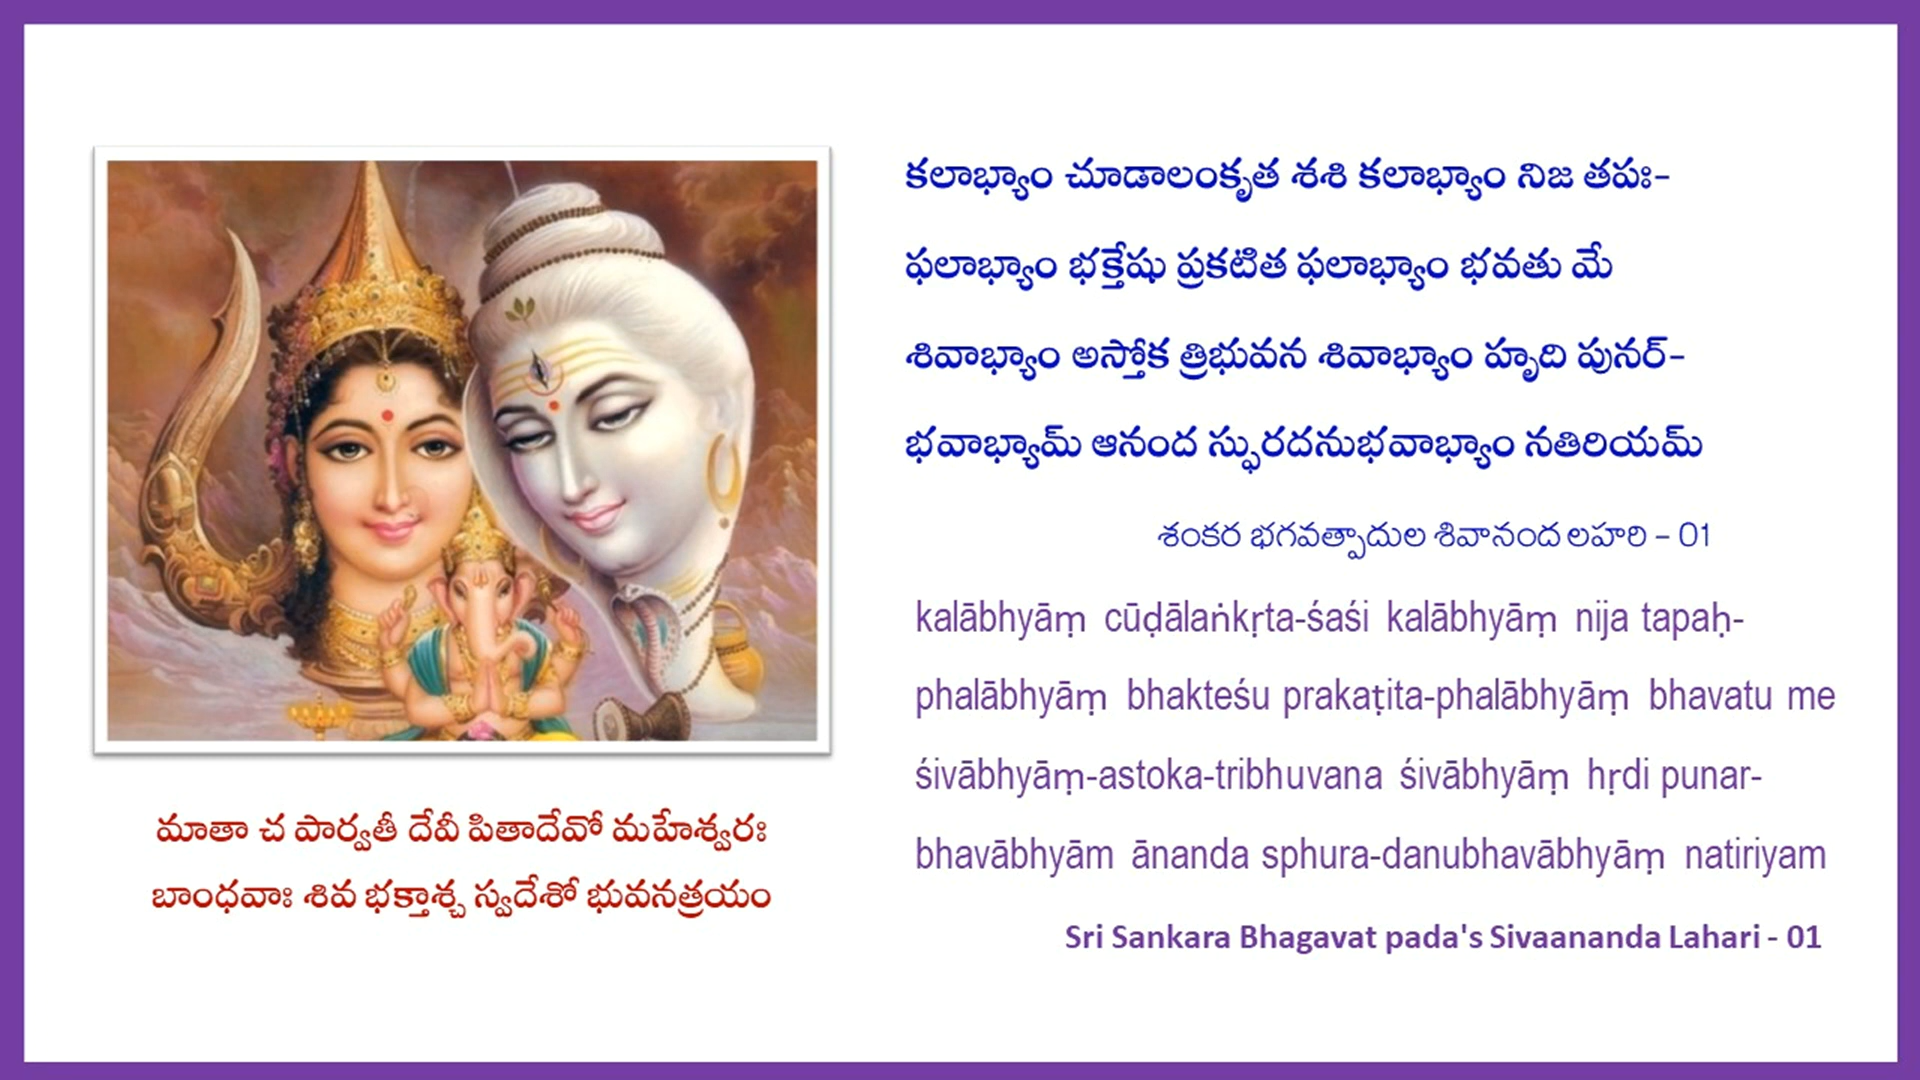 కలాభ్యాం చూడాలంకృత శశి కలాభ్యాం నిజ తపః-
ఫలాభ్యాం భక్తేషు ప్రకటిత ఫలాభ్యాం భవతు మే
శివాభ్యాం అస్తోక త్రిభువన శివాభ్యాం హృది పునర్-
భవాభ్యామ్ ఆనంద స్ఫురదనుభవాభ్యాం నతిరియమ్
శంకర భగవత్పాదుల శివానంద లహరి - 01
kalābhyāṃ cūḍālaṅkṛta-śaśi kalābhyāṃ nija tapaḥ-
phalābhyāṃ bhakteśu prakaṭita-phalābhyāṃ bhavatu me
śivābhyāṃ-astoka-tribhuvana śivābhyāṃ hṛdi punar-
bhavābhyām ānanda sphura-danubhavābhyāṃ natiriyam
Sri Sankara Bhagavat pada's Sivaananda Lahari - 01
మాతా చ పార్వతీ దేవీ పితాదేవో మహేశ్వరః
బాంధవాః శివ భక్తాశ్చ స్వదేశో భువనత్రయం